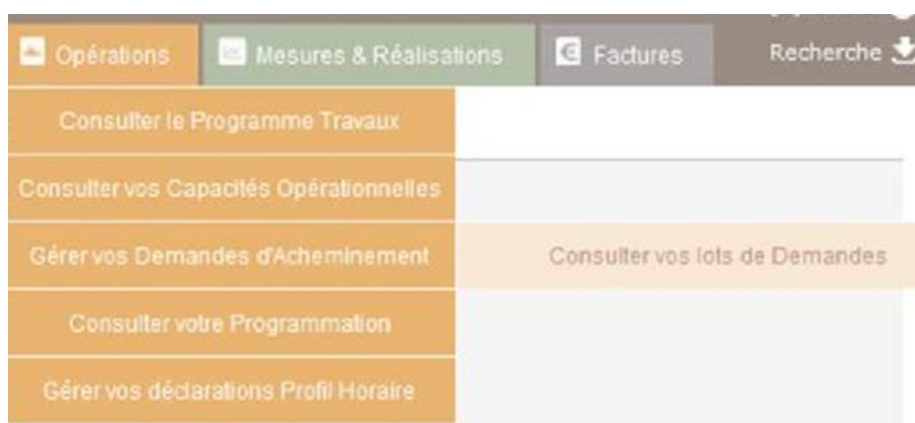 Opérations Mesures & Réalisations Factures Recherche
Consulter le Programme Travaux
Consulter vos Capacités Opérationnelles
Gérer vos Demandes d'Acheminement Consulter vos lots de Demandes
Consulter votre Programmation
Gérer vos déclarations Profil Horaire